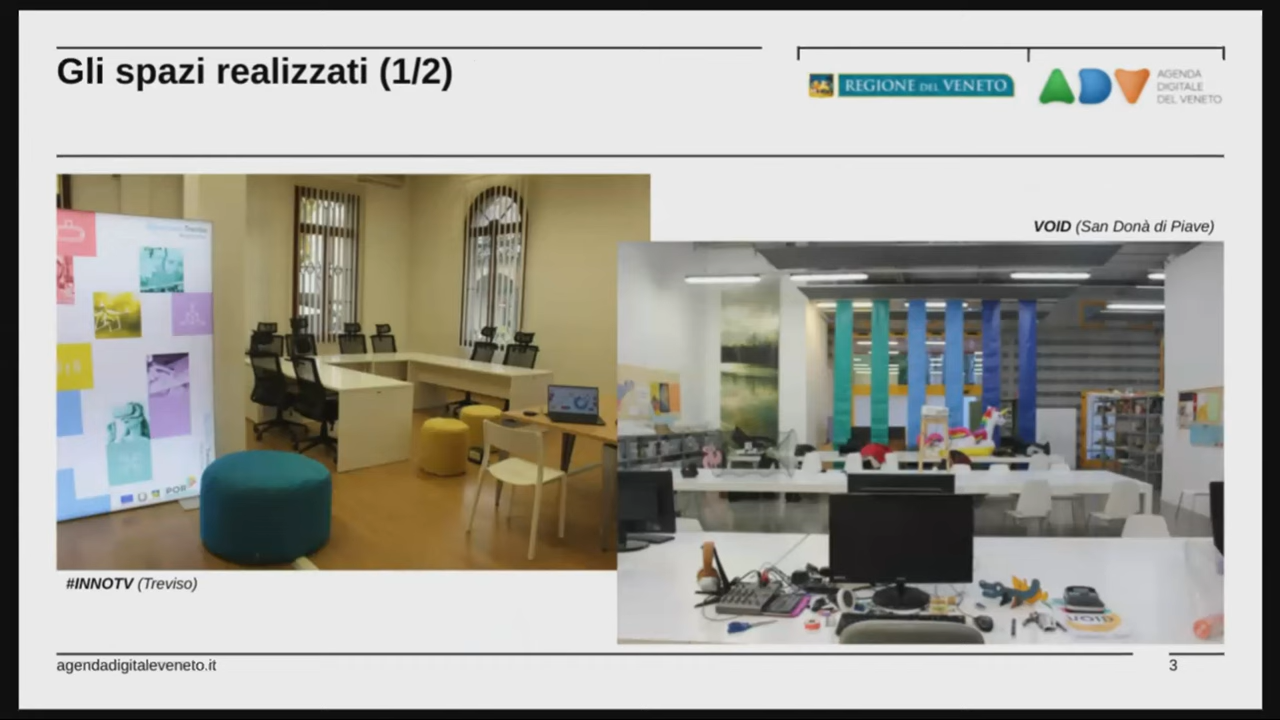 Gli spazi realizzati (1/2)
REGIONE DEL VENETO
ADV
AGENDA
DIGITALE
DEL VENETO
VOID (San Donà di Piave)
POR
#INNOTV (Treviso)
agendadigitaleveneto.it
3